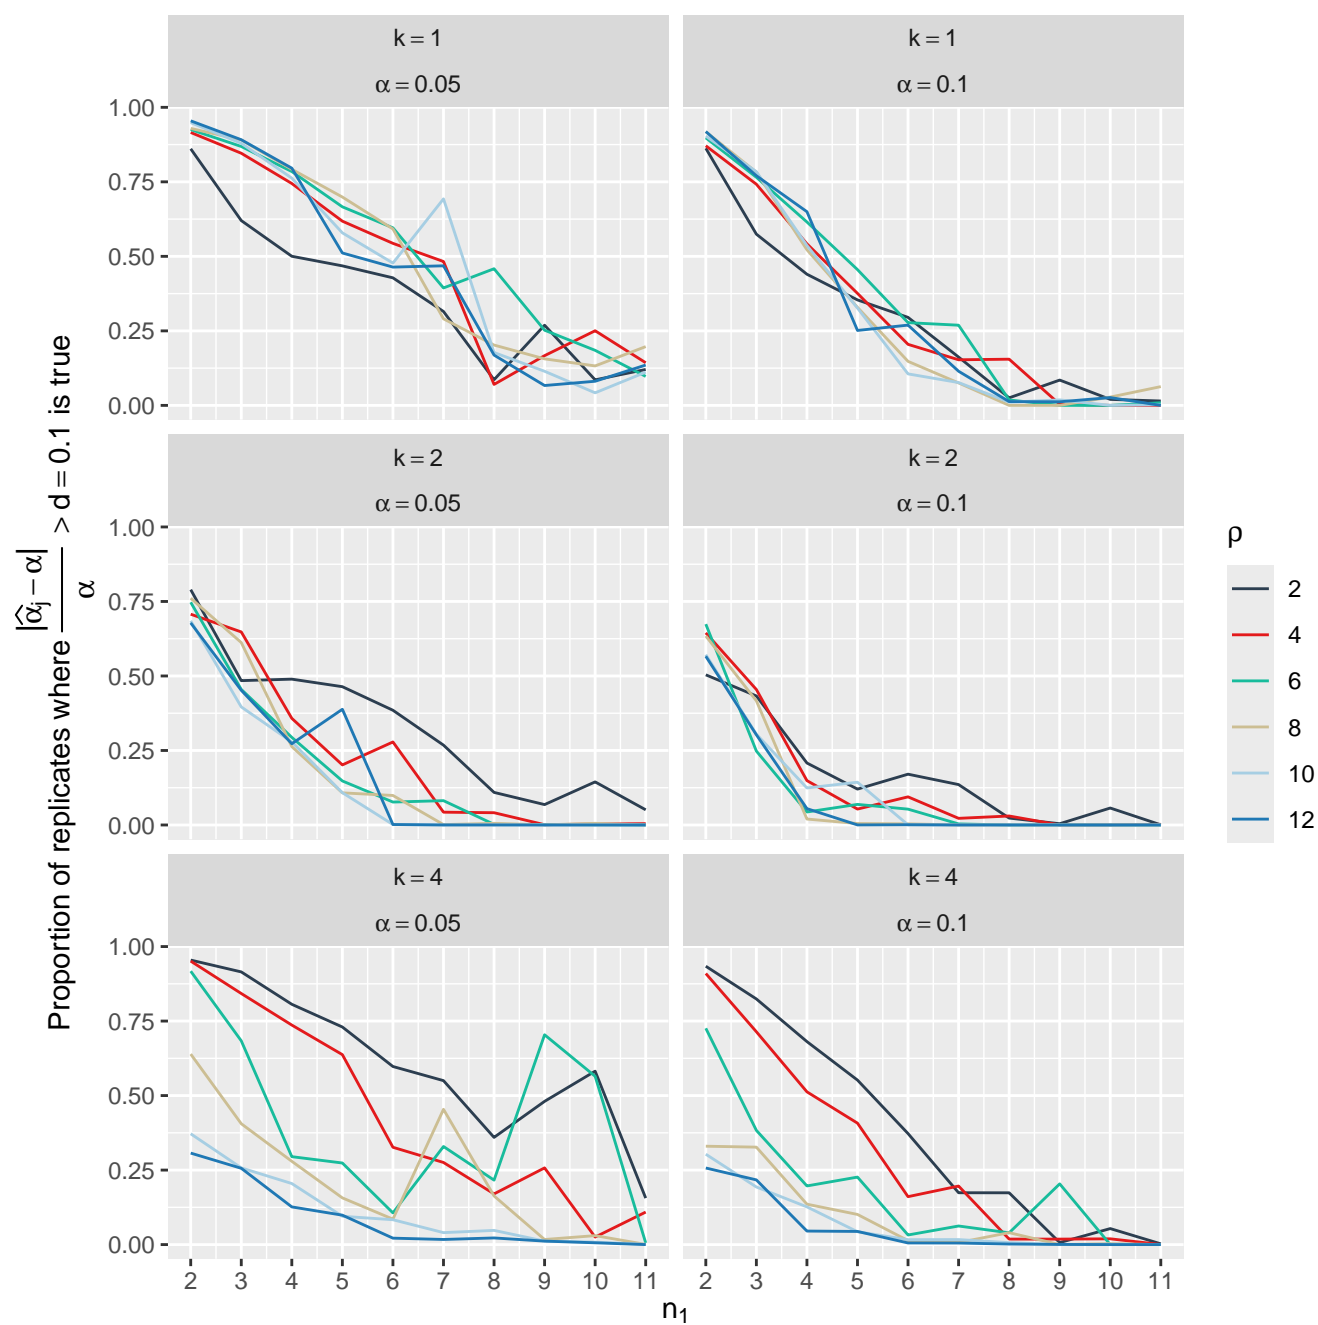 k = 1
α = 0.05
k = 1
α = 0.1
1.00
0.75
0.50
0.25
0.00
k = 2
α = 0.05
k = 2
α = 0.1
1.00
0.75
0.50
0.25
0.00
k = 4
α = 0.05
k = 4
α = 0.1
1.00
0.75
0.50
0.25
0.00
2 3 4 5 6 7 8 9 10 11
2 3 4 5 6 7 8 9 10 11
n₁
Proportion of replicates where |α̂ⱼ − α| / α > d = 0.1 is true
ρ
2
4
6
8
10
12